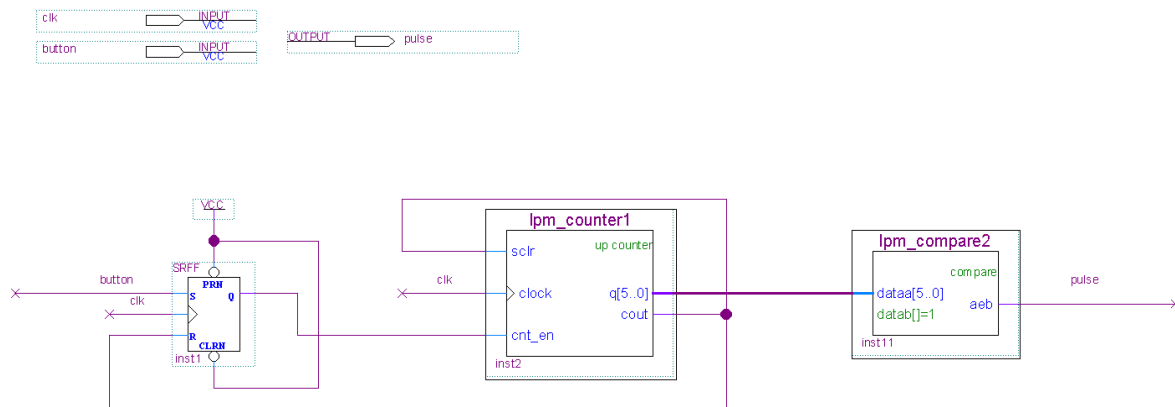 clk INPUT
VCC
button INPUT
VCC
OUTPUT pulse
VCC
SRFF
PRN
button S Q
clk
R
CLRN
inst1
lpm_counter1
up counter
sclr
clk clock q[5..0]
cout
cnt_en
inst2
lpm_compare2
compare
dataa[5..0]
aeb pulse
datab[]=1
inst11